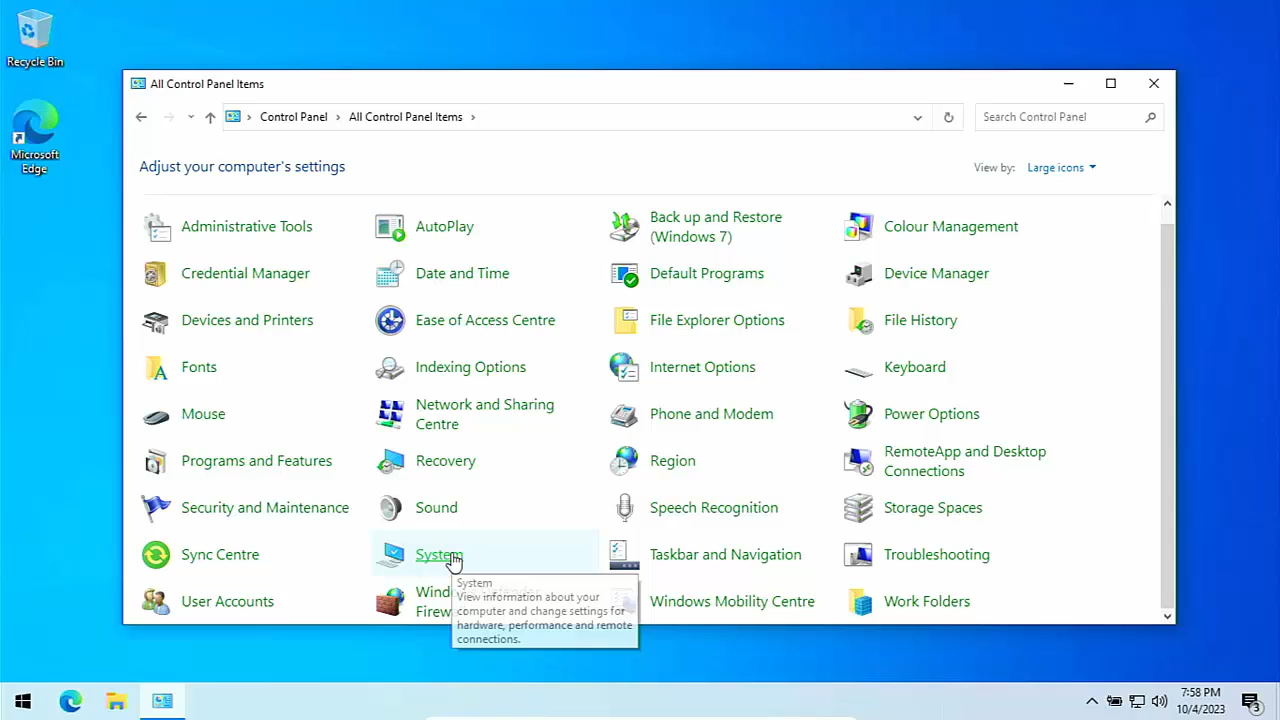 Recycle Bin
Microsoft
Edge
All Control Panel Items
Control Panel
All Control Panel Items
Search Control Panel
Adjust your computer's settings
View by:
Large icons
Administrative Tools
AutoPlay
Back up and Restore
(Windows 7)
Colour Management
Credential Manager
Date and Time
Default Programs
Device Manager
Devices and Printers
Ease of Access Centre
File Explorer Options
File History
Fonts
Indexing Options
Internet Options
Keyboard
Mouse
Network and Sharing
Centre
Phone and Modem
Power Options
Programs and Features
Recovery
Region
RemoteApp and Desktop
Connections
Security and Maintenance
Sound
Speech Recognition
Storage Spaces
Sync Centre
System
Taskbar and Navigation
Troubleshooting
User Accounts
Windows Mobility Centre
Work Folders
System
View information about your
computer and change settings for
hardware, performance and remote
connections.
7:58 PM
10/4/2023
3